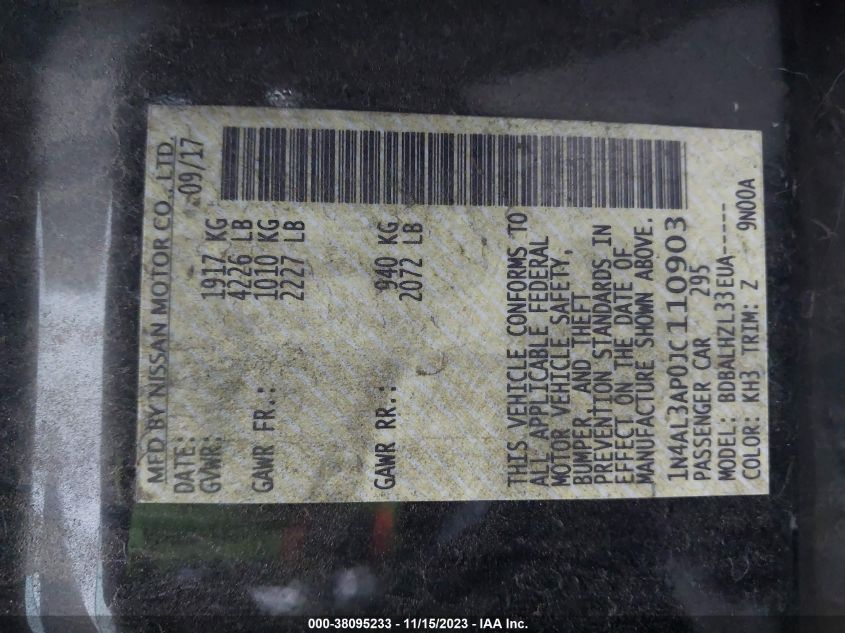 MFD BY NISSAN MOTOR CO., LTD.
DATE: 09/17
GVWR: 1917 KG
4226 LB
GAWR FR.: 1010 KG
2227 LB
GAWR RR.: 940 KG
2072 LB
THIS VEHICLE CONFORMS TO
ALL APPLICABLE FEDERAL
MOTOR VEHICLE SAFETY,
BUMPER, AND THEFT
PREVENTION STANDARDS IN
EFFECT ON THE DATE OF
MANUFACTURE SHOWN ABOVE.
1N4AL3AP0JC110903
PASSENGER CAR 295
MODEL: BDBALHZL33EUA-----
COLOR: KH3 TRIM: Z 9N00A
000-38095233 - 11/15/2023 - IAA Inc.